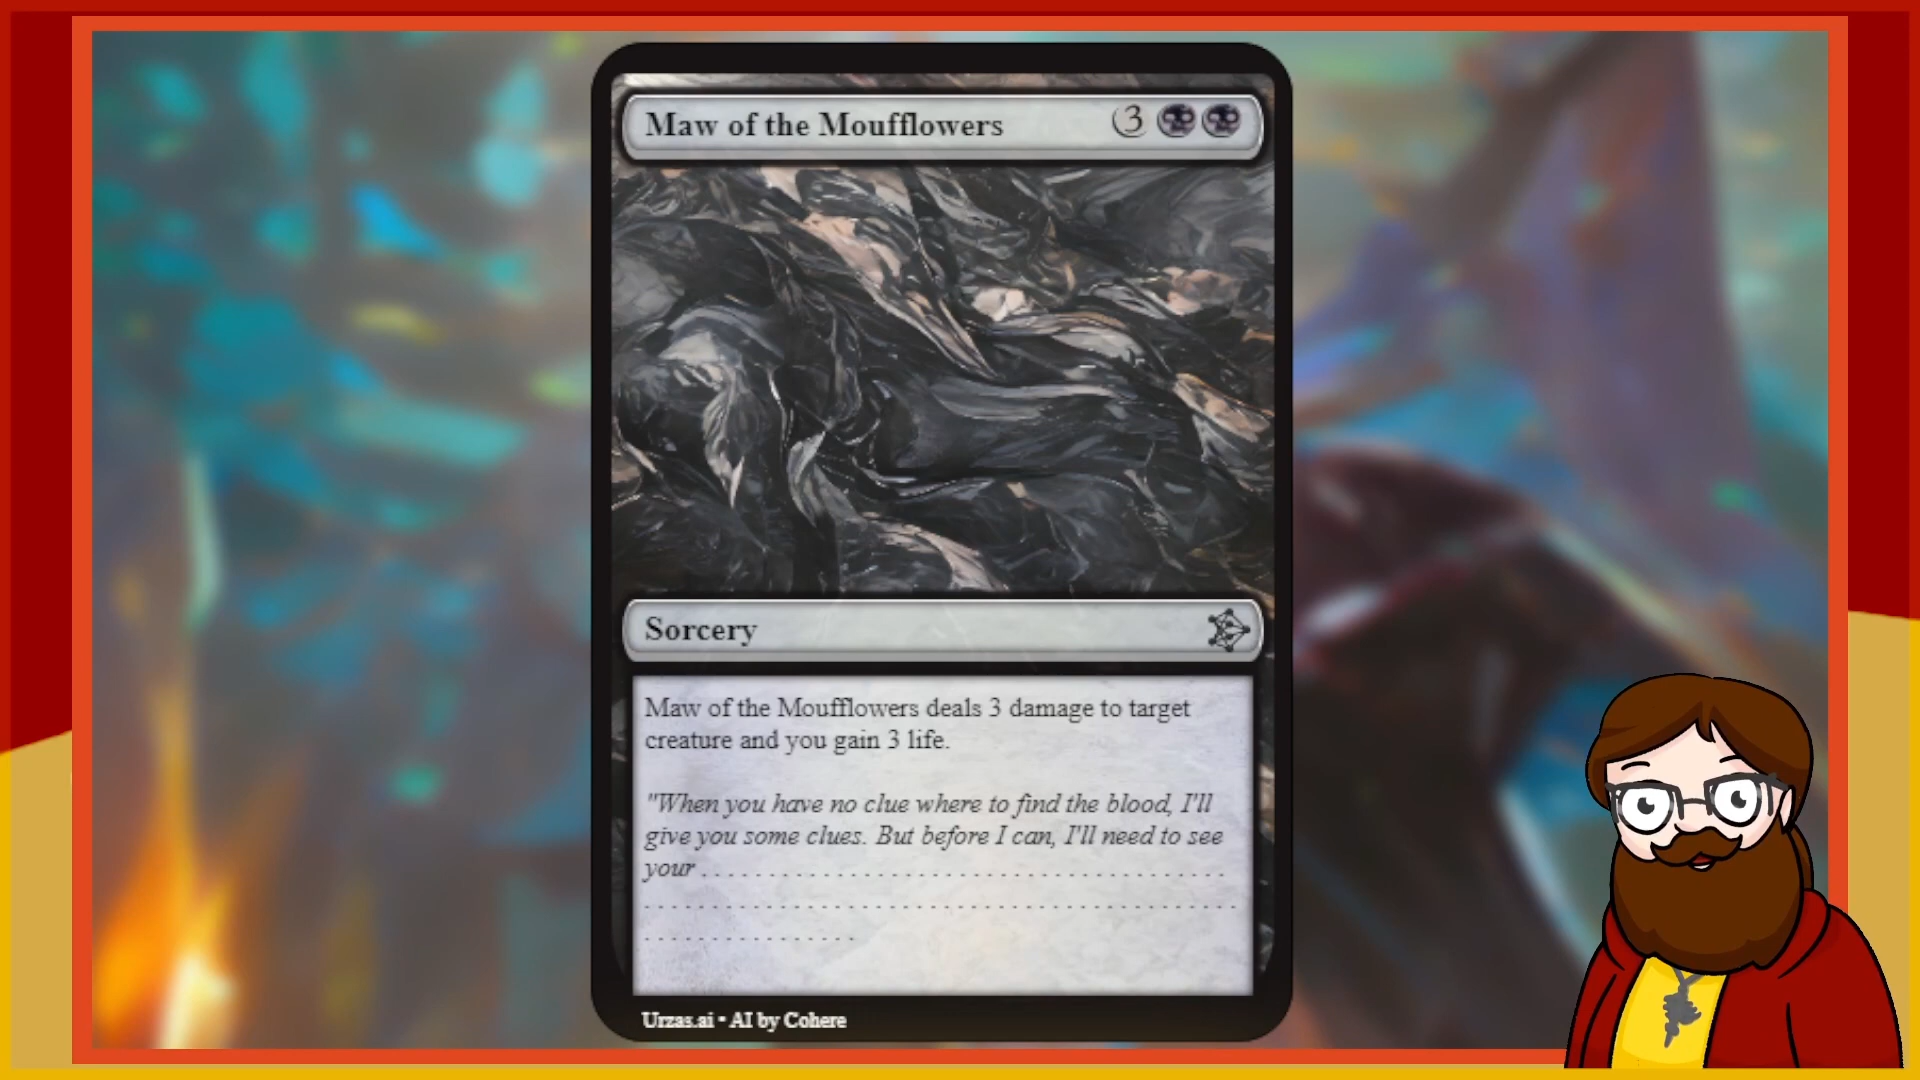 Maw of the Moufflowers 3
Sorcery
Maw of the Moufflowers deals 3 damage to target
creature and you gain 3 life.
"When you have no clue where to find the blood, I'll
give you some clues. But before I can, I'll need to see
your . . . . . . . . . . . . . . . . . . . . . . . . . . . . . . . . . . . . . . .
. . . . . . . . . . . . . . . . . . . . . . . . . . . . . . . . . . . . . . . . . . . .
. . . . . . . . . . . . . . . .
Urzas.ai • AI by Cohere